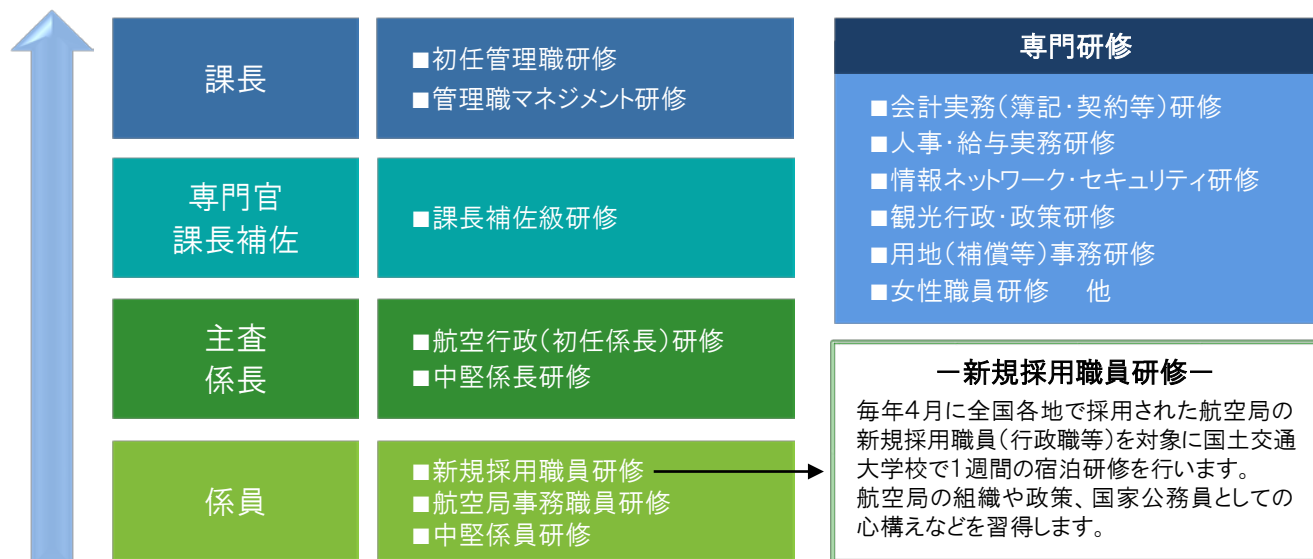 課長
■初任管理職研修
■管理職マネジメント研修
専門官
課長補佐
■課長補佐級研修
主査
係長
■航空行政(初任係長)研修
■中堅係長研修
係員
■新規採用職員研修
■航空局事務職員研修
■中堅係員研修
専門研修
■会計実務(簿記・契約等)研修
■人事・給与実務研修
■情報ネットワーク・セキュリティ研修
■観光行政・政策研修
■用地(補償等)事務研修
■女性職員研修 他
ー新規採用職員研修ー
毎年4月に全国各地で採用された航空局の
新規採用職員(行政職等)を対象に国土交通
大学校で1週間の宿泊研修を行います。
航空局の組織や政策、国家公務員としての
心構えなどを習得します。